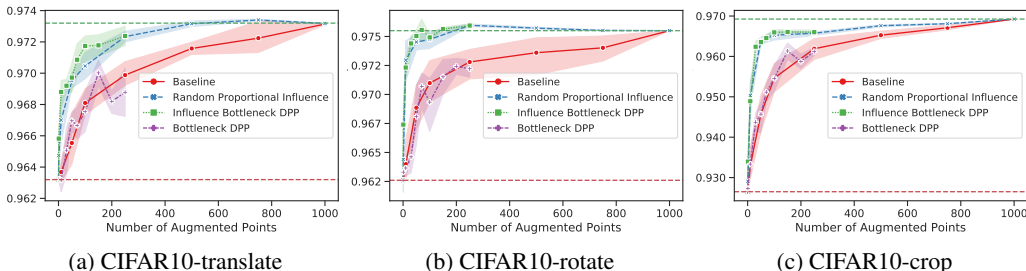 0.974
0.972
0.970
0.968
0.966
0.964
0.962
Baseline
Random Proportional Influence
Influence Bottleneck DPP
Bottleneck DPP
0 200 400 600 800 1000
Number of Augmented Points
(a) CIFAR10-translate
0.975
0.972
0.970
0.967
0.965
0.962
Baseline
Random Proportional Influence
Influence Bottleneck DPP
Bottleneck DPP
0 200 400 600 800 1000
Number of Augmented Points
(b) CIFAR10-rotate
0.970
0.960
0.950
0.940
0.930
Baseline
Random Proportional Influence
Influence Bottleneck DPP
Bottleneck DPP
0 200 400 600 800 1000
Number of Augmented Points
(c) CIFAR10-crop